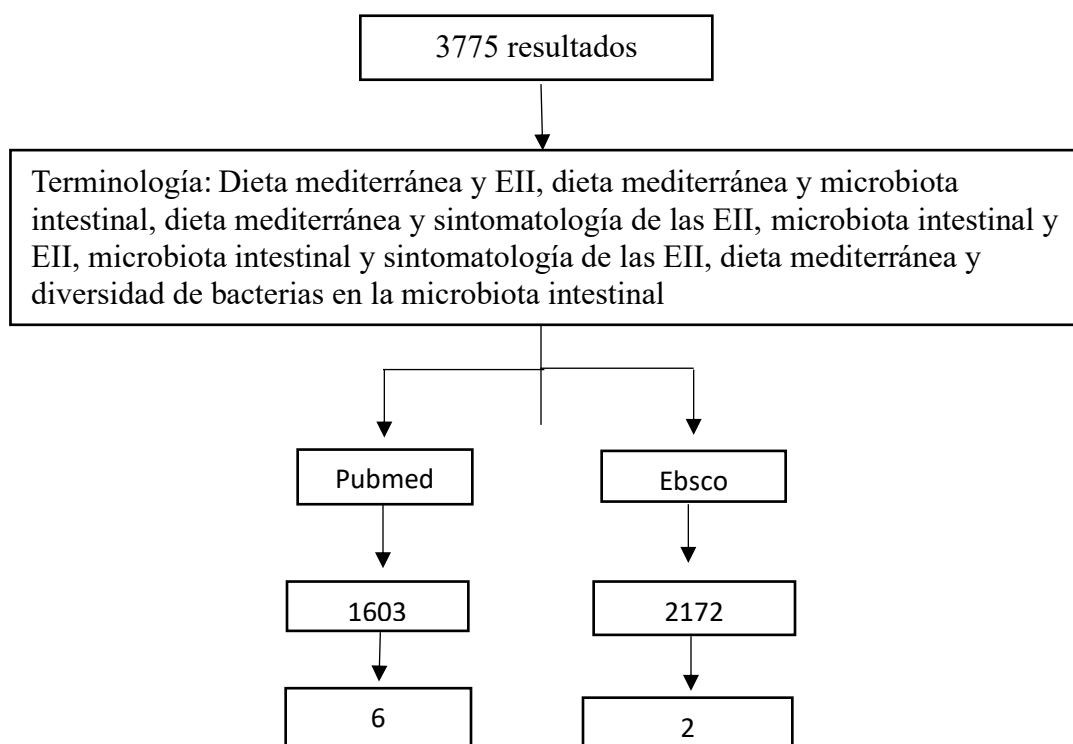 3775 resultados
Terminología: Dieta mediterránea y EII, dieta mediterránea y microbiota
intestinal, dieta mediterránea y sintomatología de las EII, microbiota intestinal y
EII, microbiota intestinal y sintomatología de las EII, dieta mediterránea y
diversidad de bacterias en la microbiota intestinal
Pubmed
Ebsco
1603
2172
6
2